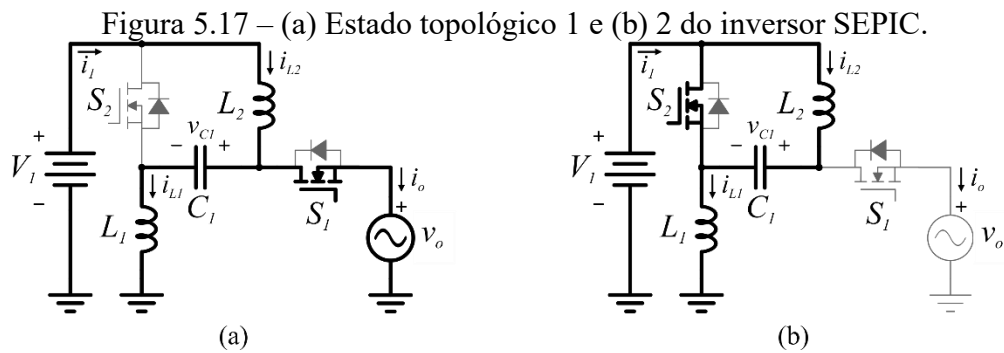 Figura 5.17 – (a) Estado topológico 1 e (b) 2 do inversor SEPIC.
i1 iL2
S2 L2
vC1
+ − +
V1
−
iL1 io
C1 S1 +
L1 vo
(a)
i1 iL2
S2 L2
vC1
+ − +
V1
−
iL1 io
C1 S1 +
L1 vo
(b)